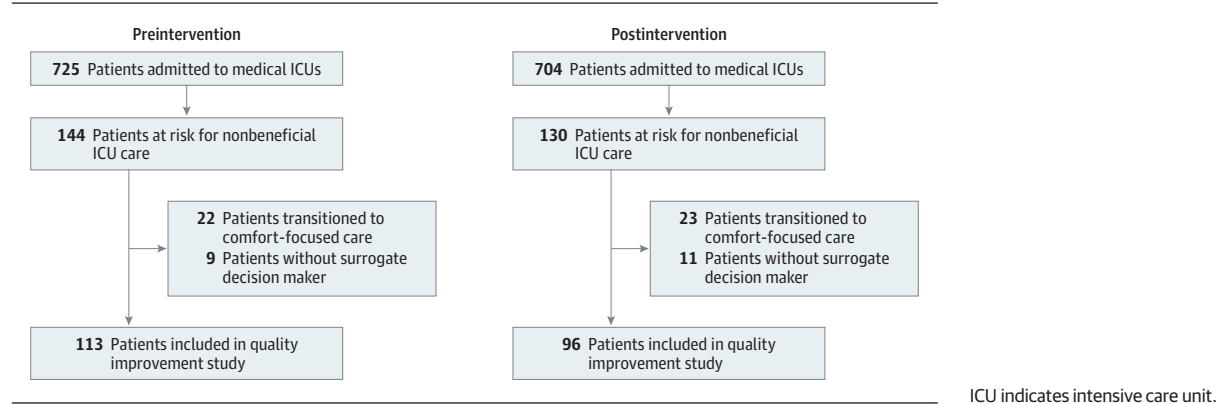 Preintervention
725 Patients admitted to medical ICUs
144 Patients at risk for nonbeneficial
ICU care
22 Patients transitioned to
comfort-focused care
9 Patients without surrogate
decision maker
113 Patients included in quality
improvement study
Postintervention
704 Patients admitted to medical ICUs
130 Patients at risk for nonbeneficial
ICU care
23 Patients transitioned to
comfort-focused care
11 Patients without surrogate
decision maker
96 Patients included in quality
improvement study
ICU indicates intensive care unit.